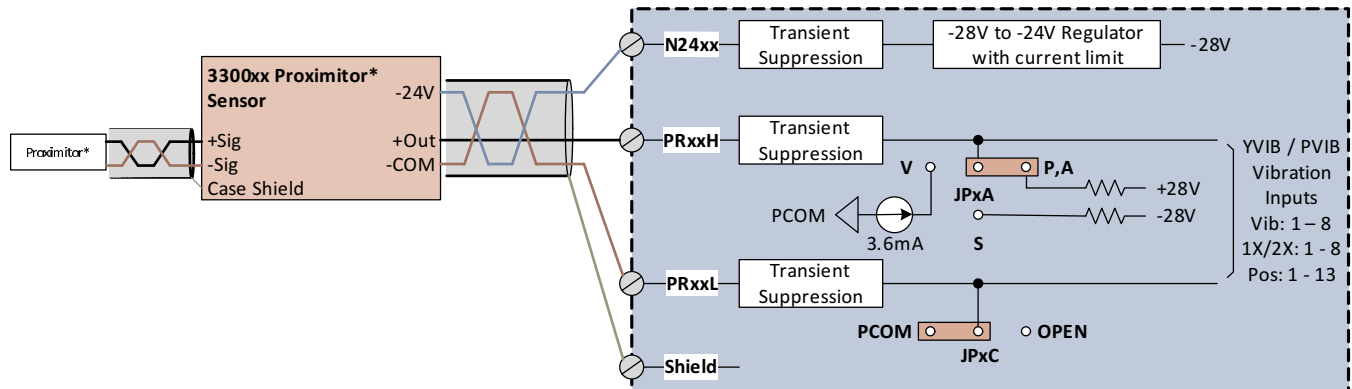 3300xx Proximitor*
Sensor
-24V
+Out
-COM
+Sig
-Sig
Case Shield
Proximitor*
N24xx
Transient
Suppression
-28V to -24V Regulator
with current limit
-28V
PRxxH
Transient
Suppression
V
P,A
JPxA
+28V
-28V
PCOM
3.6mA
S
YVIB / PVIB
Vibration
Inputs
Vib: 1 – 8
1X/2X: 1 - 8
Pos: 1 - 13
PRxxL
Transient
Suppression
PCOM
OPEN
JPxC
Shield